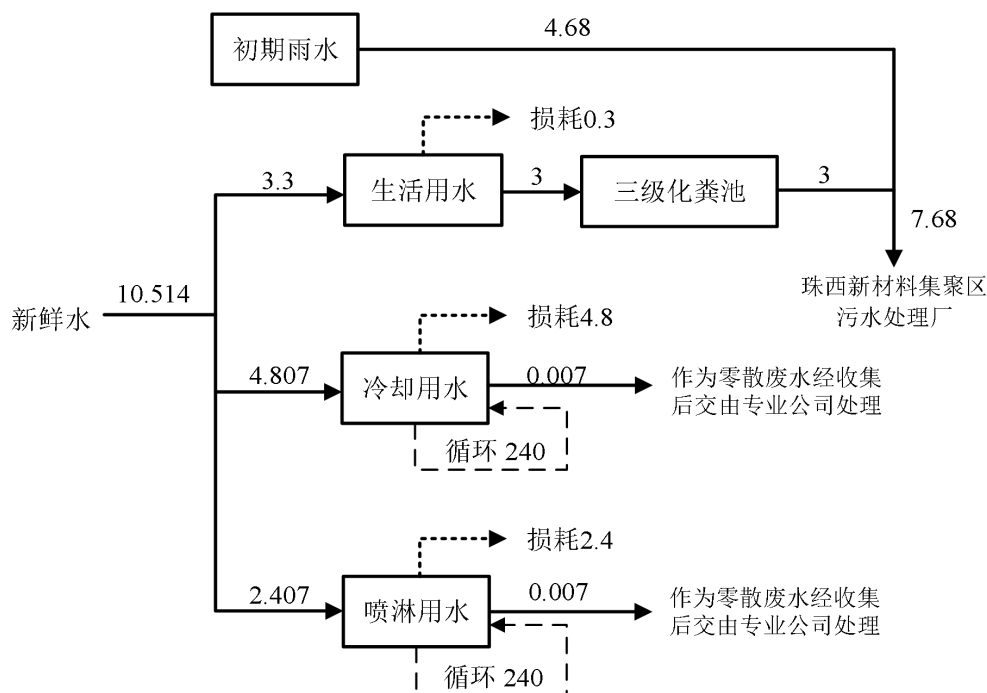 初期雨水
4.68
损耗0.3
3.3
生活用水
3
三级化粪池
3
7.68
珠西新材料集聚区
污水处理厂
新鲜水
10.514
损耗4.8
4.807
冷却用水
0.007
作为零散废水经收集
后交由专业公司处理
循环 240
损耗2.4
2.407
喷淋用水
0.007
作为零散废水经收集
后交由专业公司处理
循环 240